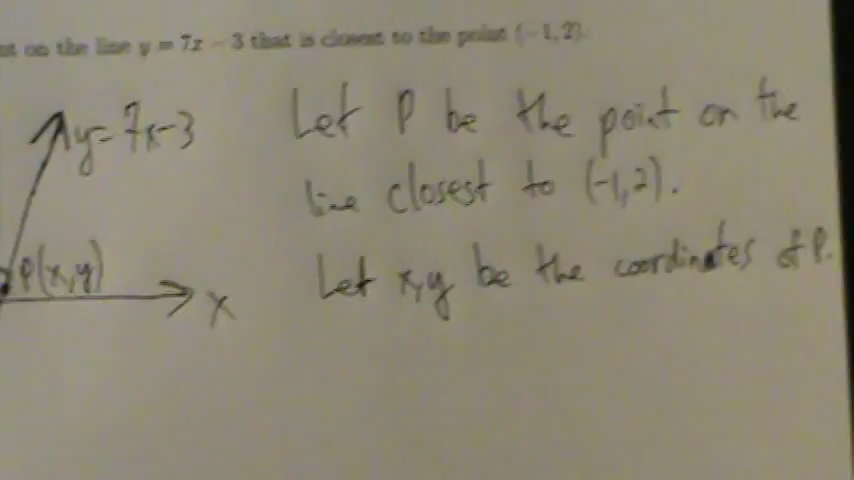 nt on the line y = 7x − 3 that is closest to the point (−1, 2).
y=7x-3
Let P be the point on the
line closest to (-1,2).
P(x,y)
Let x,y be the coordinates of P.
x